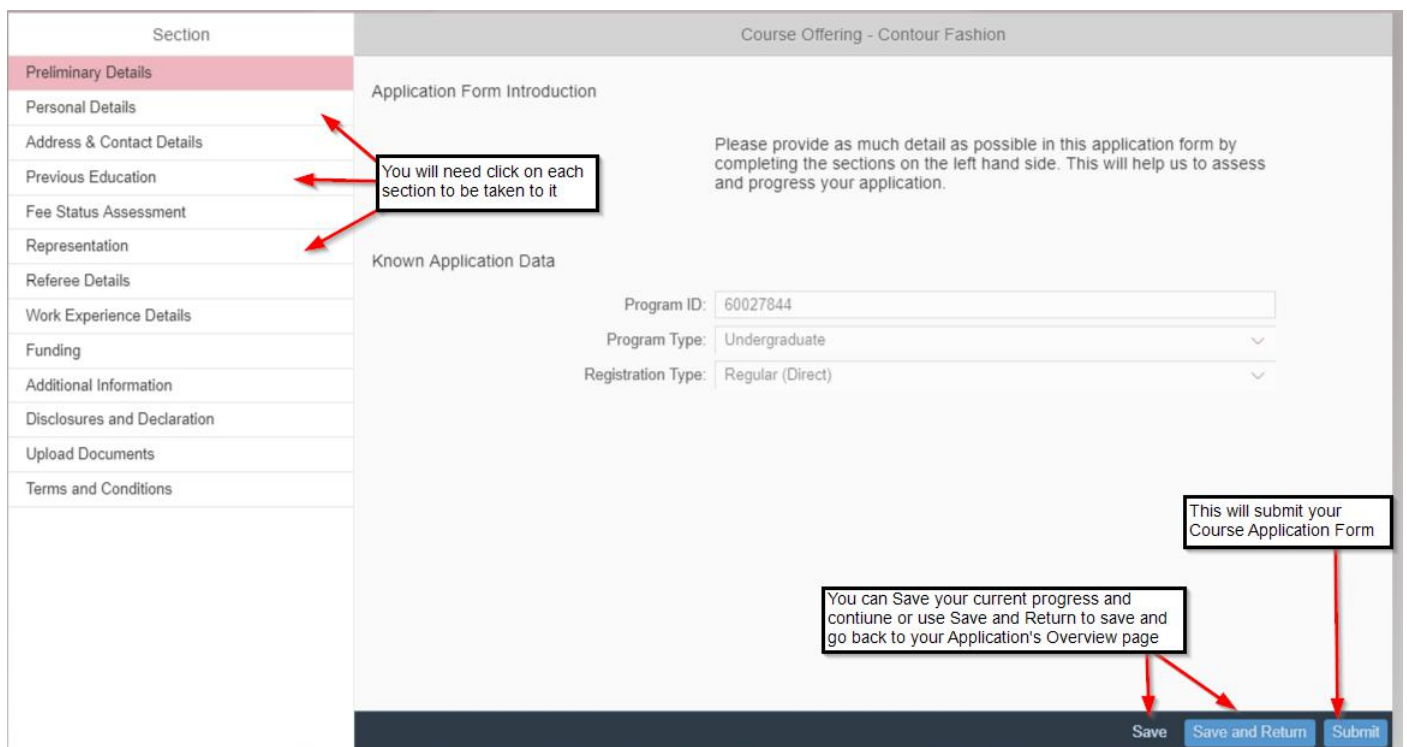 Section
Course Offering - Contour Fashion
Preliminary Details
Personal Details
Address & Contact Details
Previous Education
Fee Status Assessment
Representation
Referee Details
Work Experience Details
Funding
Additional Information
Disclosures and Declaration
Upload Documents
Terms and Conditions
You will need click on each
section to be taken to it
Application Form Introduction
Please provide as much detail as possible in this application form by
completing the sections on the left hand side. This will help us to assess
and progress your application.
Known Application Data
Program ID: 60027844
Program Type: Undergraduate
Registration Type: Regular (Direct)
This will submit your
Course Application Form
You can Save your current progress and
contiune or use Save and Return to save and
go back to your Application's Overview page
Save Save and Return Submit